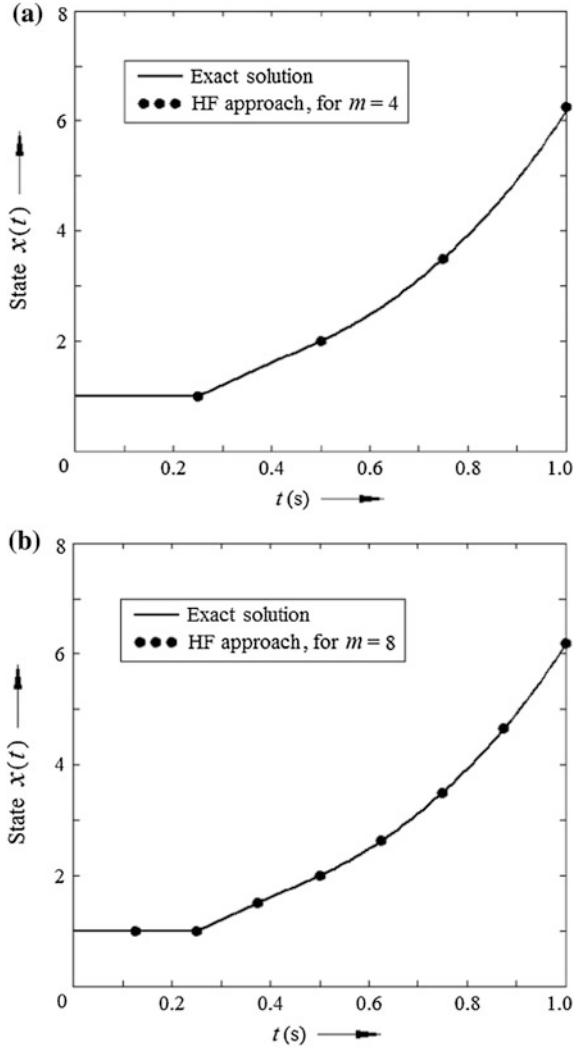 (a)
8
Exact solution
HF approach, for m = 4
6
State x(t)
4
2
0
0.2
0.4
0.6
0.8
1.0
t(s)
(b)
8
Exact solution
HF approach, for m = 8
6
State x(t)
4
2
0
0.2
0.4
0.6
0.8
1.0
t(s)